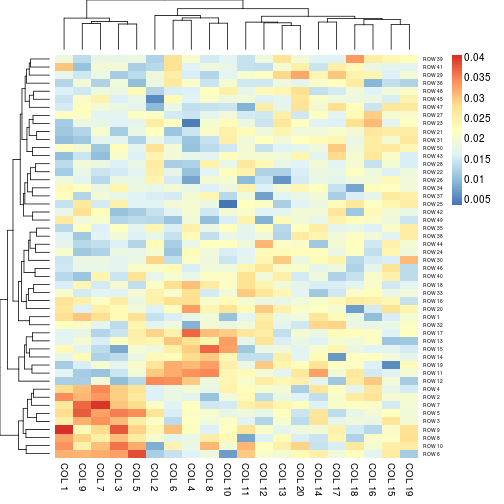 ROW 39
ROW 41
ROW 29
ROW 36
ROW 48
ROW 45
ROW 47
ROW 27
ROW 23
ROW 21
ROW 31
ROW 50
ROW 43
ROW 28
ROW 22
ROW 26
ROW 34
ROW 37
ROW 25
ROW 42
ROW 49
ROW 35
ROW 38
ROW 44
ROW 24
ROW 30
ROW 46
ROW 40
ROW 18
ROW 33
ROW 16
ROW 20
ROW 1
ROW 32
ROW 17
ROW 13
ROW 15
ROW 14
ROW 19
ROW 11
ROW 12
ROW 4
ROW 2
ROW 7
ROW 5
ROW 3
ROW 9
ROW 8
ROW 10
ROW 6
0.04
0.035
0.03
0.025
0.02
0.015
0.01
0.005
COL 1
COL 9
COL 7
COL 3
COL 5
COL 2
COL 6
COL 4
COL 8
COL 10
COL 11
COL 12
COL 13
COL 20
COL 14
COL 17
COL 18
COL 16
COL 15
COL 19